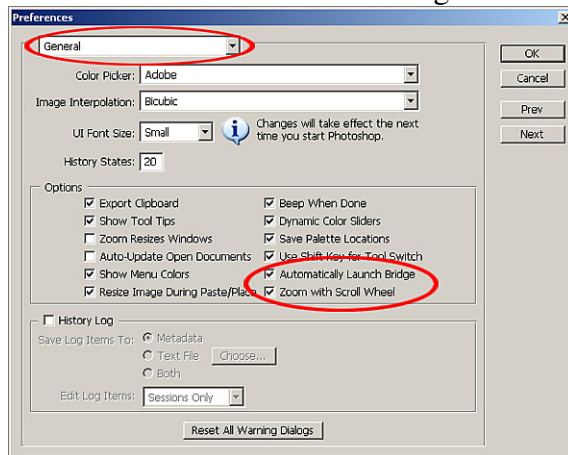 Preferences
General
OK
Color Picker: Adobe
Cancel
Image Interpolation: Bicubic
Prev
UI Font Size: Small
Changes will take effect the next
time you start Photoshop.
Next
History States: 20
Options
Export Clipboard
Beep When Done
Show Tool Tips
Dynamic Color Sliders
Zoom Resizes Windows
Save Palette Locations
Auto-Update Open Documents
Use Shift Key for Tool Switch
Show Menu Colors
Automatically Launch Bridge
Resize Image During Paste/Place
Zoom with Scroll Wheel
History Log
Save Log Items To: Metadata
Text File Choose...
Both
Edit Log Items: Sessions Only
Reset All Warning Dialogs